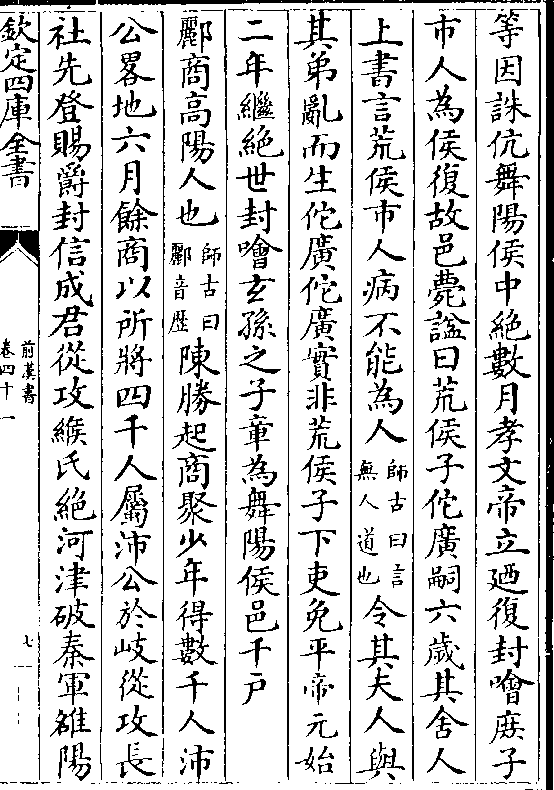 等因誅伉舞陽侯中絶數月孝文帝立廼復封噲庶子
市人為侯復故邑薨諡曰荒侯子佗廣嗣六歲其舍人
上書言荒侯市人病不能為人師古曰言無人道也令其夫人與
其弟亂而生佗廣佗廣實非荒侯子下吏免平帝元始
二年繼絶世封噲玄孫之子章為舞陽侯邑千戶
酈商高陽人也師古曰酈音歷陳勝起商聚少年得數千人沛
公畧地六月餘商以所將四千人屬沛公於岐從攻長
社先登賜爵封信成君從攻緱氏絶河津破秦軍雒陽
欽定四庫全書
前漢書
卷四十一
七